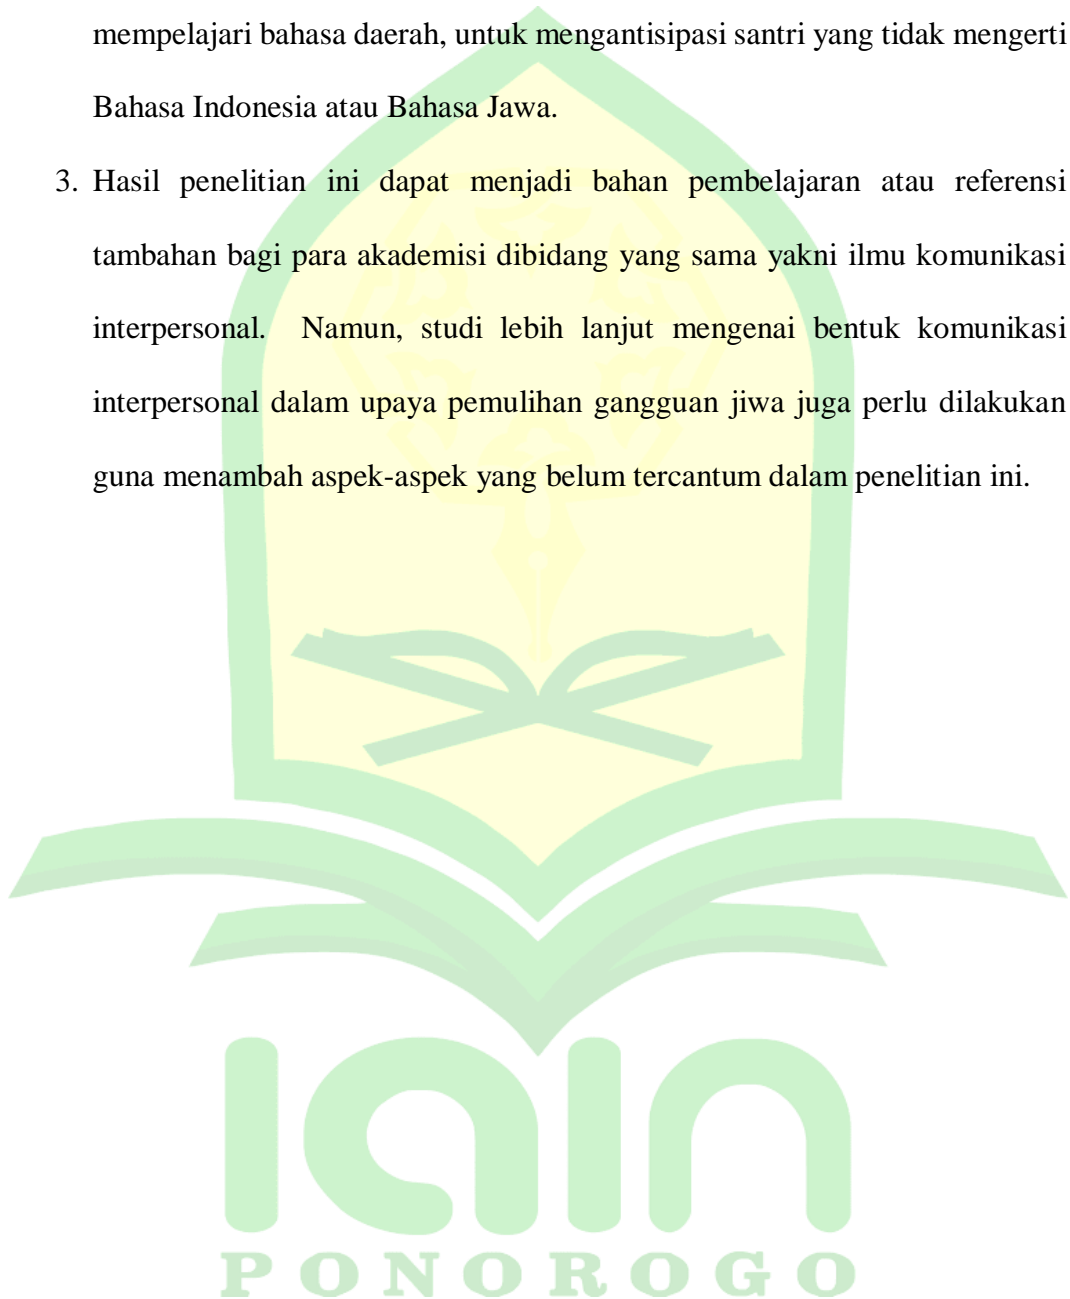 mempelajari bahasa daerah, untuk mengantisipasi santri yang tidak mengerti
Bahasa Indonesia atau Bahasa Jawa.
3. Hasil penelitian ini dapat menjadi bahan pembelajaran atau referensi
tambahan bagi para akademisi dibidang yang sama yakni ilmu komunikasi
interpersonal. Namun, studi lebih lanjut mengenai bentuk komunikasi
interpersonal dalam upaya pemulihan gangguan jiwa juga perlu dilakukan
guna menambah aspek-aspek yang belum tercantum dalam penelitian ini.
IAIN
PONOROGO